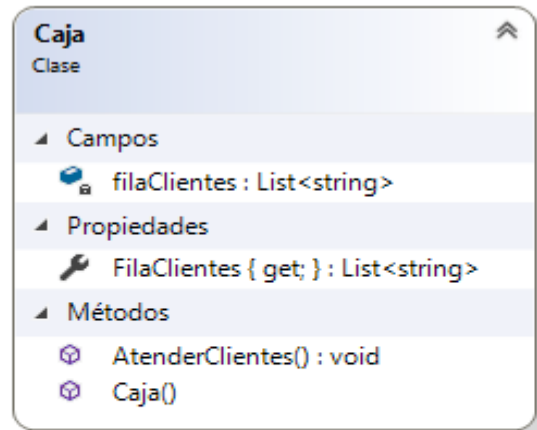 Caja
Clase
Campos
filaClientes : List<string>
Propiedades
FilaClientes { get; } : List<string>
Métodos
AtenderClientes() : void
Caja()